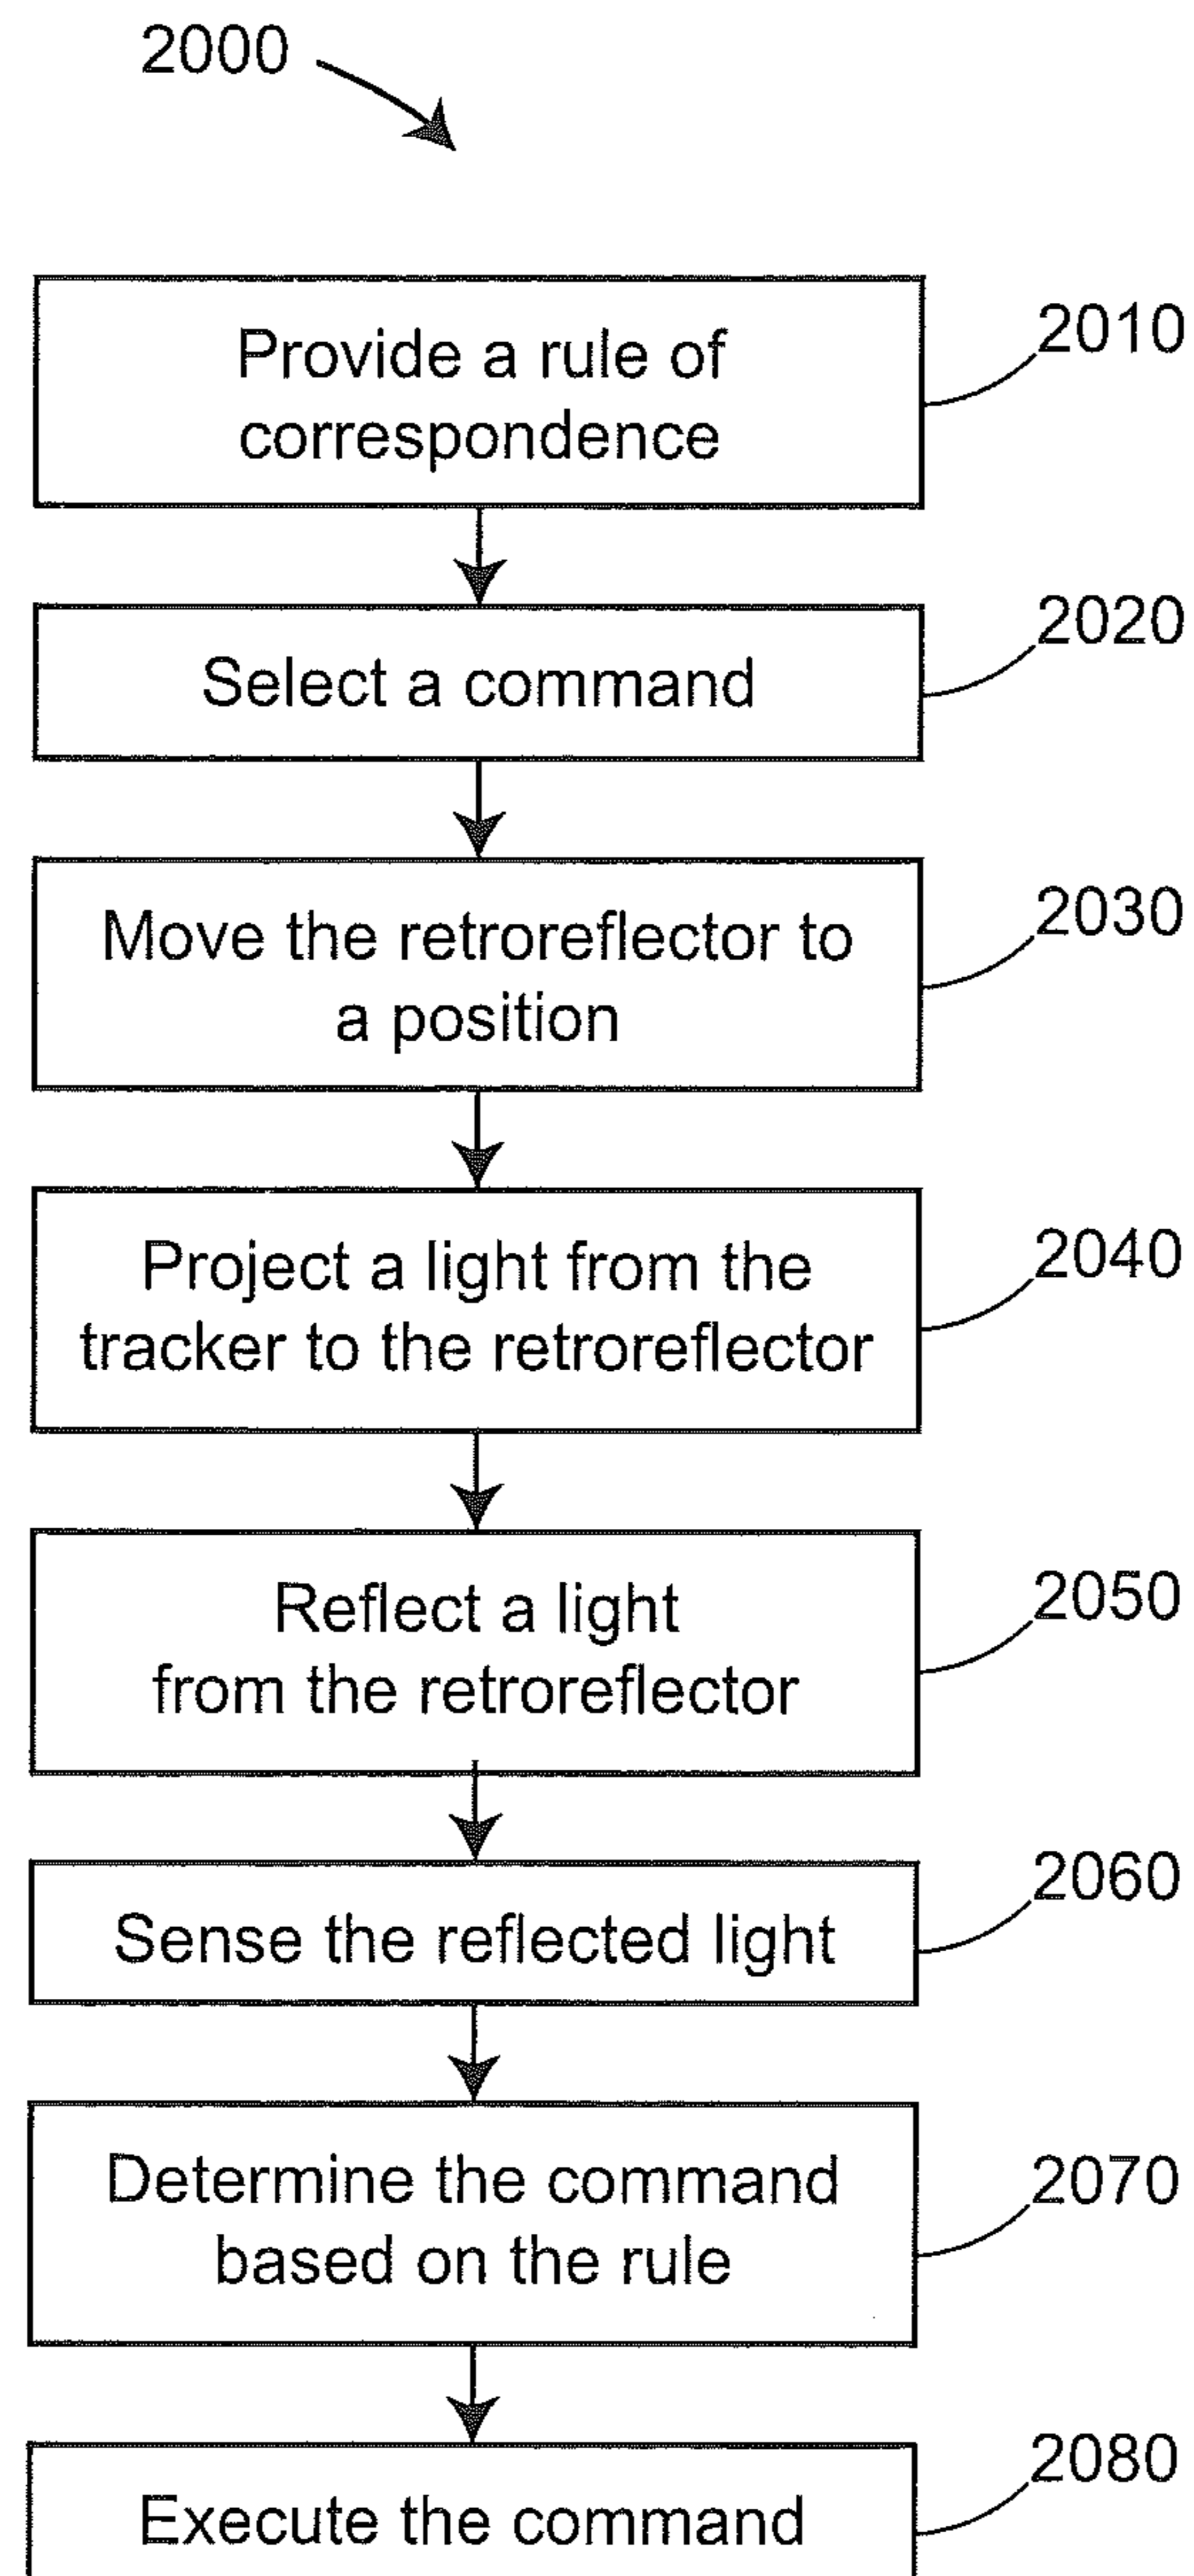 2000
Provide a rule of
correspondence
2010
Select a command
2020
Move the retroreflector to
a position
2030
Project a light from the
tracker to the retroreflector
2040
Reflect a light
from the retroreflector
2050
Sense the reflected light
2060
Determine the command
based on the rule
2070
Execute the command
2080